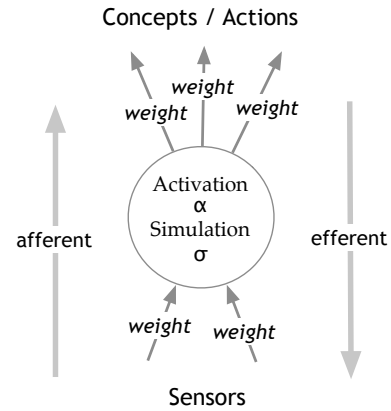 Concepts / Actions
weight
weight
weight
Activation
α
Simulation
σ
afferent
efferent
weight
weight
Sensors